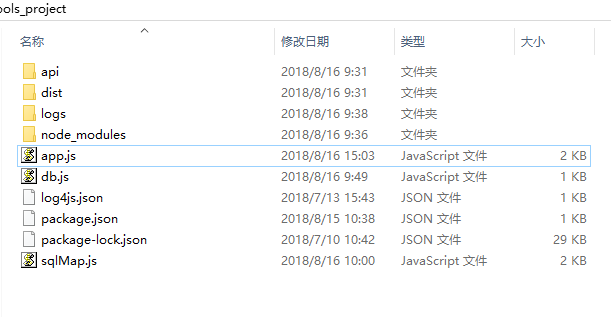 ools_project
名称 修改日期 类型 大小
api 2018/8/16 9:31 文件夹
dist 2018/8/16 9:31 文件夹
logs 2018/8/16 9:38 文件夹
node_modules 2018/8/16 9:36 文件夹
app.js 2018/8/16 15:03 JavaScript 文件 2 KB
db.js 2018/8/16 9:49 JavaScript 文件 1 KB
log4js.json 2018/7/13 15:43 JSON 文件 1 KB
package.json 2018/8/15 10:38 JSON 文件 1 KB
package-lock.json 2018/7/10 10:42 JSON 文件 29 KB
sqlMap.js 2018/8/16 10:00 JavaScript 文件 2 KB